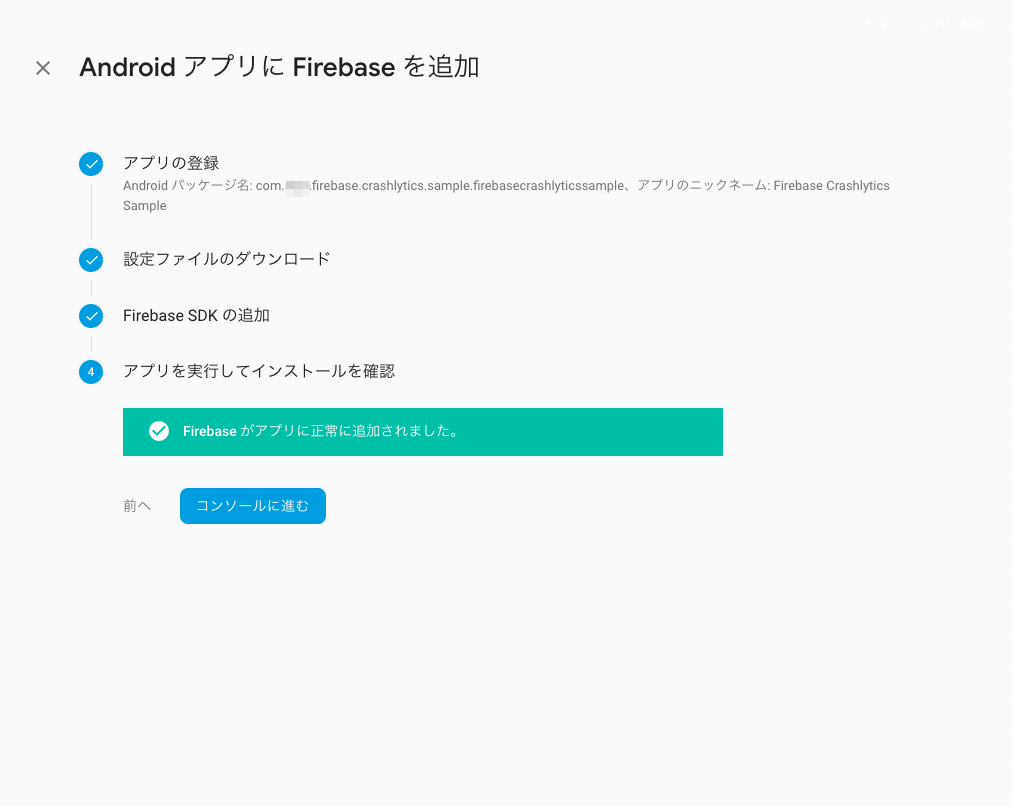 Android アプリに Firebase を追加
アプリの登録
Android パッケージ名: com. .firebase.crashlytics.sample.firebasecrashlyticssample、アプリのニックネーム: Firebase Crashlytics
Sample
設定ファイルのダウンロード
Firebase SDK の追加
4 アプリを実行してインストールを確認
Firebase がアプリに正常に追加されました。
前へ コンソールに進む